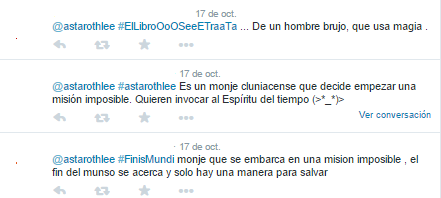 17 de oct.
@astarothlee #ElLibroOoOSeeETraaTa ... De un hombre brujo, que usa magia .
17 de oct.
@astarothlee #astarothlee Es un monje cluniacense que decide empezar una
misión imposible. Quieren invocar al Espíritu del tiempo (>*_*)>
Ver conversación
17 de oct.
@astarothlee #FinisMundi monje que se embarca en una mision imposible , el
fin del munso se acerca y solo hay una manera para salvar